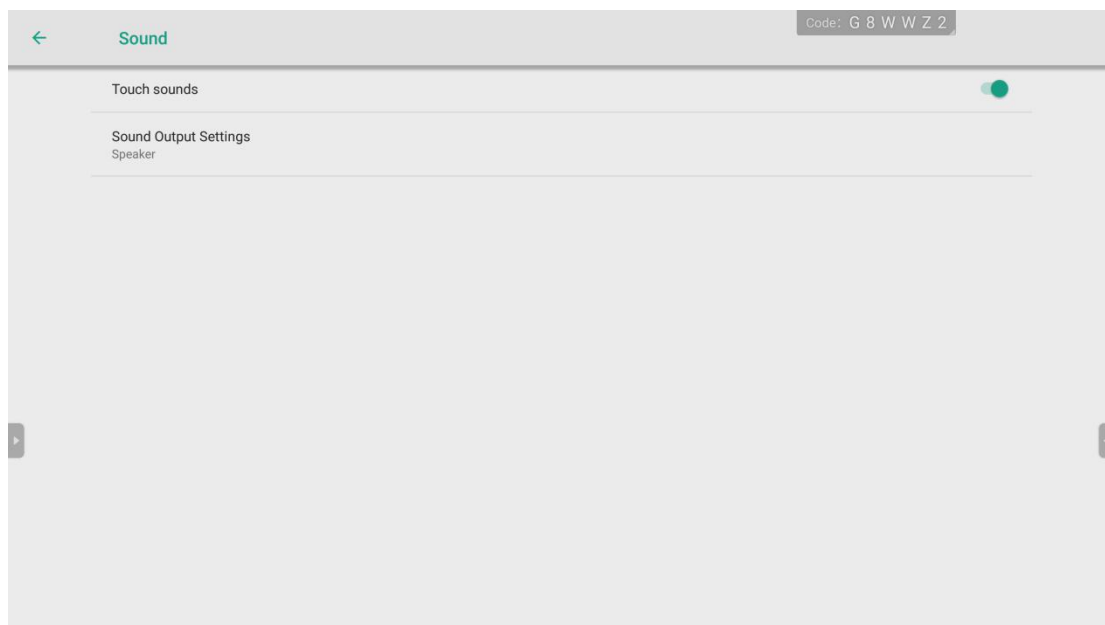 Sound
Code: G 8 W W Z 2
Touch sounds
Sound Output Settings
Speaker